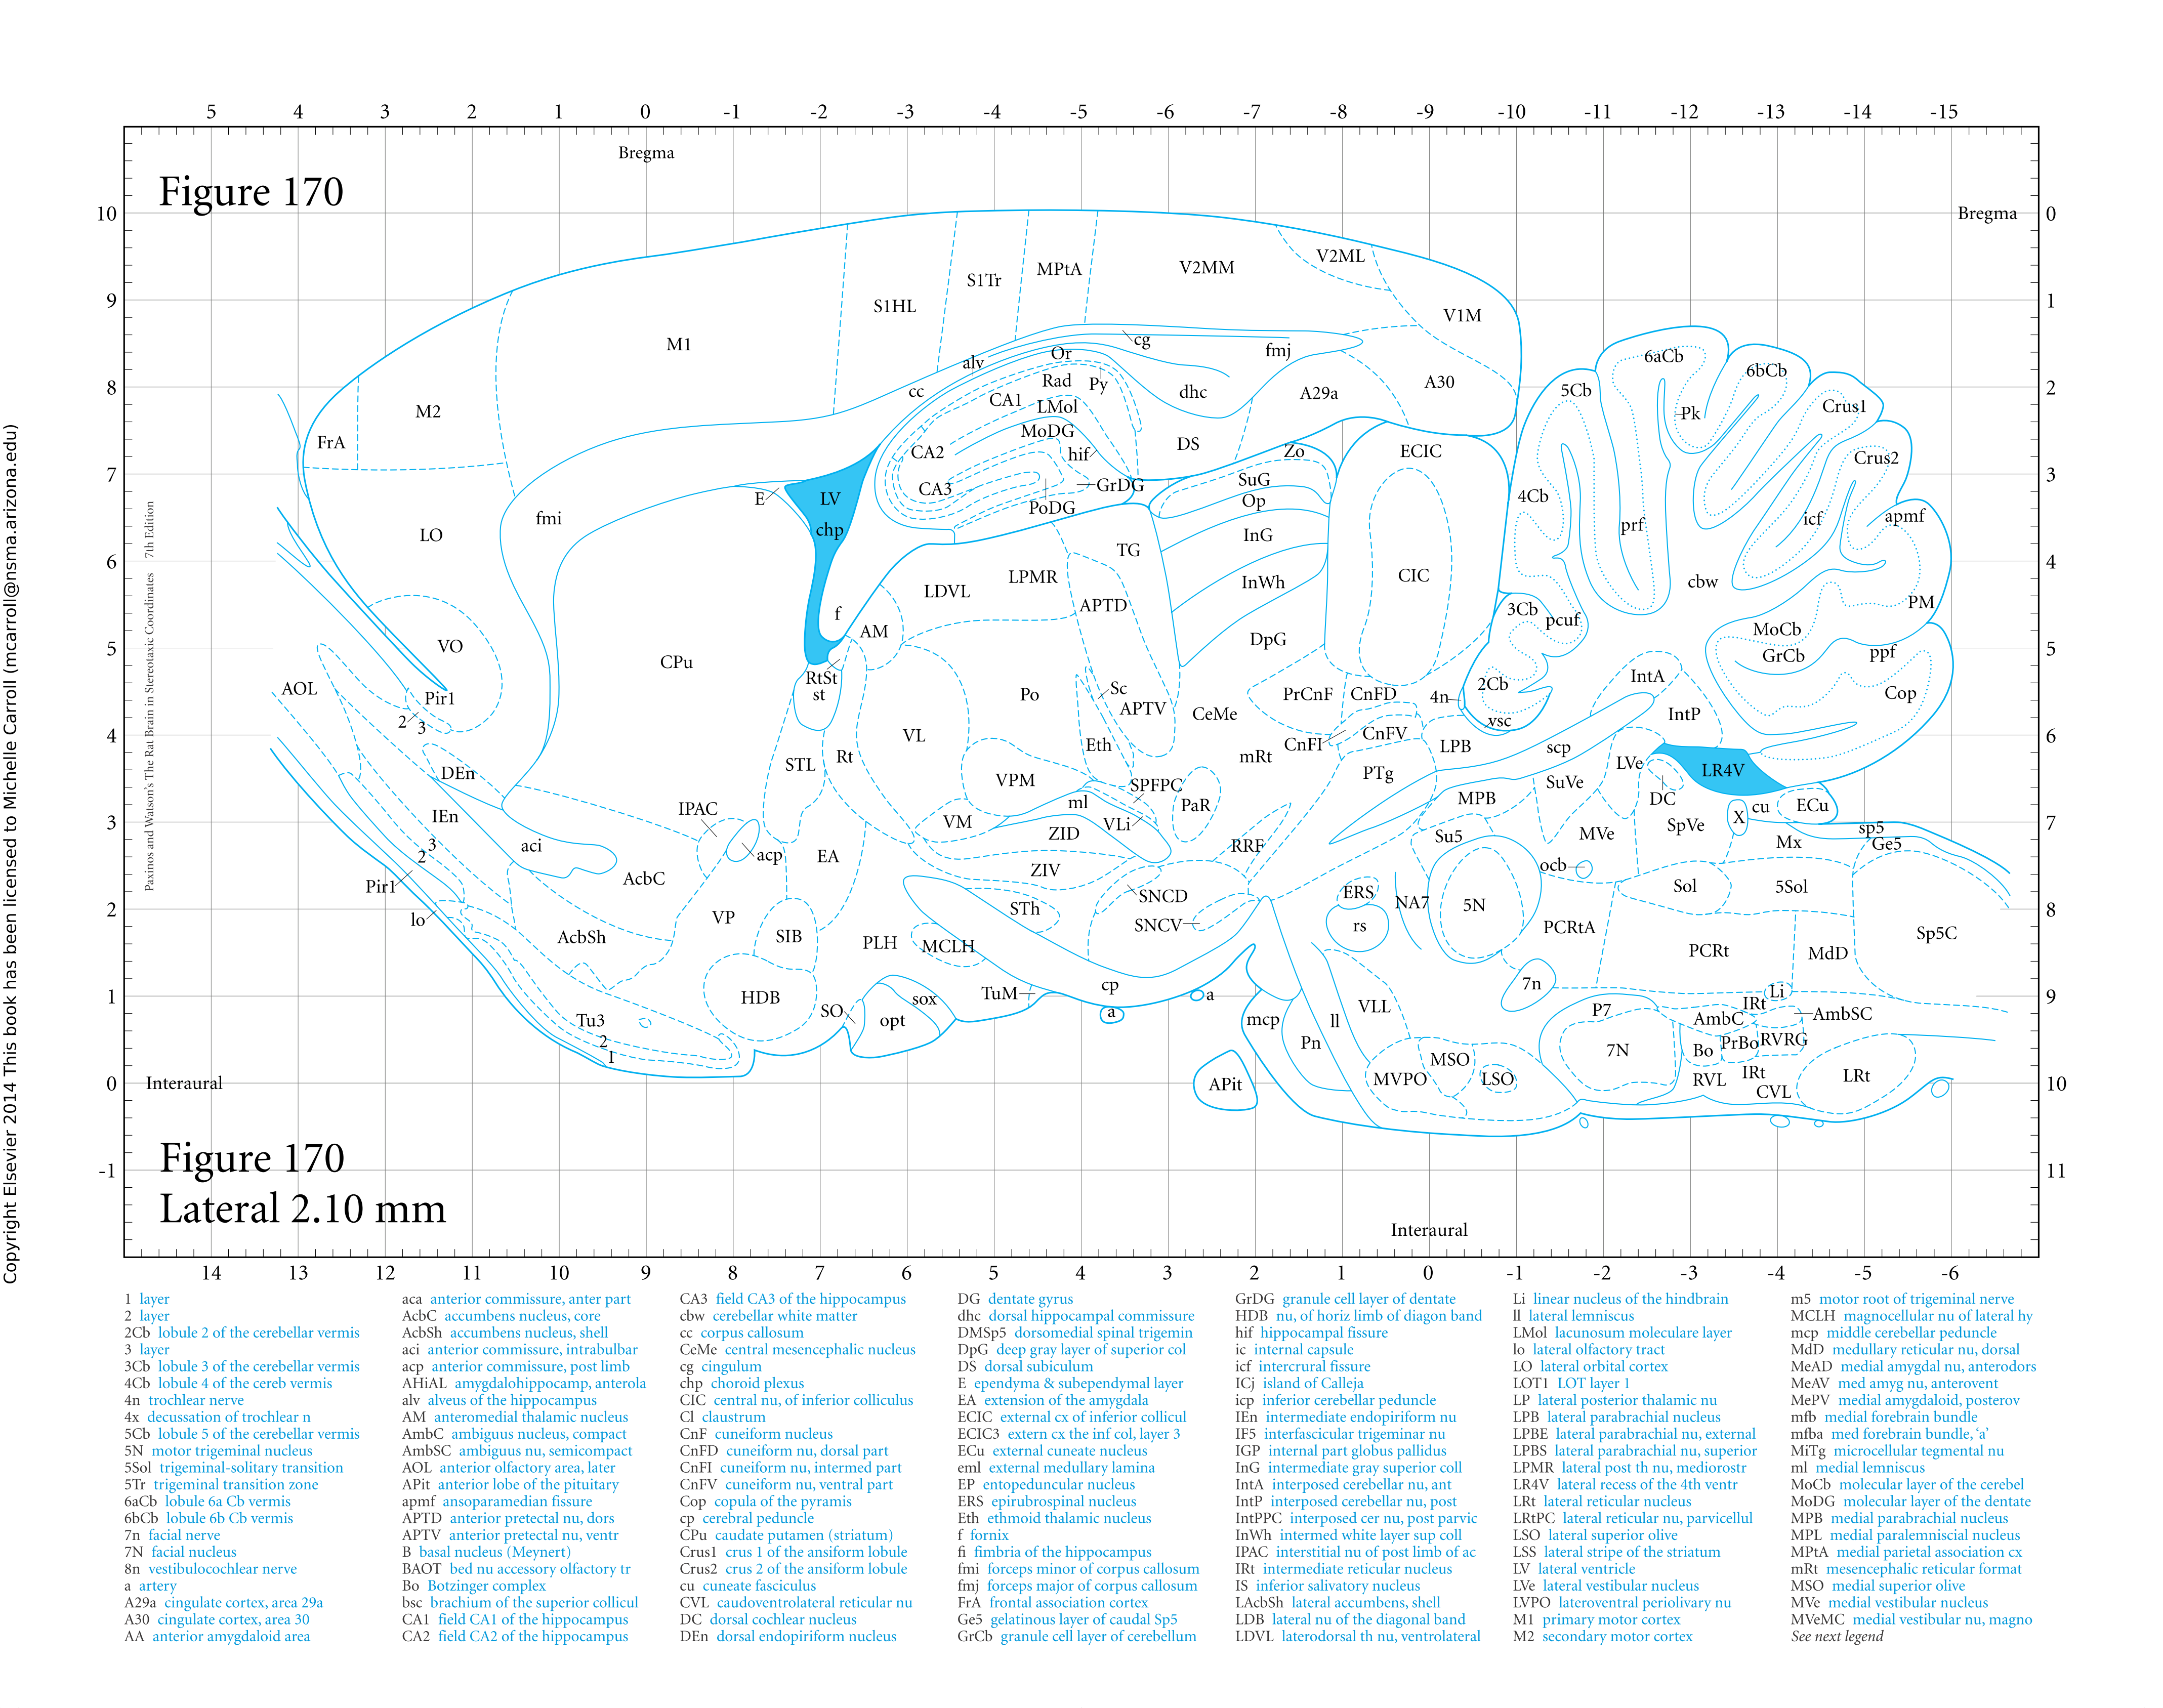 5 4 3 2 1 0 -1 -2 -3 -4 -5 -6 -7 -8 -9 -10 -11 -12 -13 -14 -15
Bregma
Figure 170
10 Bregma 0
V2ML
V2MM
MPtA
S1Tr
9 1
S1HL
V1M
M1
cg
fmj
alv
Or
6aCb
6bCb
Rad
Py
A30
8 2
cc
dhc
A29a
5Cb
CA1
LMol
Crus1
M2
Pk
MoDG
FrA
DS
CA2
hif
Zo
ECIC
Crus2
7 3
SuG
CA3
GrDG
E
LV
Op
4Cb
PoDG
fmi
chp
prf
icf
apmf
LO
InG
TG
6 4
LPMR
CIC
InWh
cbw
LDVL
APTD
PM
f
3Cb
pcuf
AM
MoCb
DpG
VO
5 5
GrCb
ppf
CPu
RtSt
IntA
AOL
Sc
2Cb
st
Po
PrCnF
CnFD
4n
Cop
Pir1
APTV
CeMe
IntP
2
3
vsc
4 6
VL
CnFV
Eth
CnFI
LPB
scp
Rt
mRt
STL
LVe
LR4V
DEn
PTg
VPM
SuVe
SPFPC
DC
MPB
ml
PaR
cu
ECu
IPAC
IEn
X
3 7
VM
VLi
SpVe
sp5
ZID
MVe
Su5
Mx
Ge5
3
aci
RRF
2
acp
EA
ocb
ZIV
AcbC
Pir1
Sol
5Sol
ERS
SNCD
NA7
5N
2 8
STh
lo
VP
SNCV
rs
PCRtA
AcbSh
SIB
PLH
MCLH
Sp5C
PCRt
MdD
cp
7n
1 9
TuM
a
Li
HDB
sox
IRt
VLL
P7
SO
a
AmbSC
opt
mcp
ll
AmbC
Tu3
Pn
PrBo
RVRG
2
7N
Bo
1
MSO
IRt
0 Interaural 10
APit
MVPO
LSO
RVL
LRt
CVL
Figure 170
-1 11
Lateral 2.10 mm
Interaural
14 13 12 11 10 9 8 7 6 5 4 3 2 1 0 -1 -2 -3 -4 -5 -6
Paxinos and Watson's The Rat Brain in Stereotaxic Coordinates 7th Edition
Copyright Elsevier 2014 This book has been licensed to Michelle Carroll (mcarroll@nsma.arizona.edu)
1 layer
2 layer
2Cb lobule 2 of the cerebellar vermis
3 layer
3Cb lobule 3 of the cerebellar vermis
4Cb lobule 4 of the cereb vermis
4n trochlear nerve
4x decussation of trochlear n
5Cb lobule 5 of the cerebellar vermis
5N motor trigeminal nucleus
5Sol trigeminal-solitary transition
5Tr trigeminal transition zone
6aCb lobule 6a Cb vermis
6bCb lobule 6b Cb vermis
7n facial nerve
7N facial nucleus
8n vestibulocochlear nerve
a artery
A29a cingulate cortex, area 29a
A30 cingulate cortex, area 30
AA anterior amygdaloid area
aca anterior commissure, anter part
AcbC accumbens nucleus, core
AcbSh accumbens nucleus, shell
aci anterior commissure, intrabulbar
acp anterior commissure, post limb
AHiAL amygdalohippocamp, anterola
alv alveus of the hippocampus
AM anteromedial thalamic nucleus
AmbC ambiguus nucleus, compact
AmbSC ambiguus nu, semicompact
AOL anterior olfactory area, later
APit anterior lobe of the pituitary
apmf ansoparamedian fissure
APTD anterior pretectal nu, dors
APTV anterior pretectal nu, ventr
B basal nucleus (Meynert)
BAOT bed nu accessory olfactory tr
Bo Botzinger complex
bsc brachium of the superior collicul
CA1 field CA1 of the hippocampus
CA2 field CA2 of the hippocampus
CA3 field CA3 of the hippocampus
cbw cerebellar white matter
cc corpus callosum
CeMe central mesencephalic nucleus
cg cingulum
chp choroid plexus
CIC central nu, of inferior colliculus
Cl claustrum
CnF cuneiform nucleus
CnFD cuneiform nu, dorsal part
CnFI cuneiform nu, intermed part
CnFV cuneiform nu, ventral part
Cop copula of the pyramis
cp cerebral peduncle
CPu caudate putamen (striatum)
Crus1 crus 1 of the ansiform lobule
Crus2 crus 2 of the ansiform lobule
cu cuneate fasciculus
CVL caudoventrolateral reticular nu
DC dorsal cochlear nucleus
DEn dorsal endopiriform nucleus
DG dentate gyrus
dhc dorsal hippocampal commissure
DMSp5 dorsomedial spinal trigemin
DpG deep gray layer of superior col
DS dorsal subiculum
E ependyma & subependymal layer
EA extension of the amygdala
ECIC external cx of inferior collicul
ECIC3 extern cx the inf col, layer 3
ECu external cuneate nucleus
eml external medullary lamina
EP entopeduncular nucleus
ERS epirubrospinal nucleus
Eth ethmoid thalamic nucleus
f fornix
fi fimbria of the hippocampus
fmi forceps minor of corpus callosum
fmj forceps major of corpus callosum
FrA frontal association cortex
Ge5 gelatinous layer of caudal Sp5
GrCb granule cell layer of cerebellum
GrDG granule cell layer of dentate
HDB nu, of horiz limb of diagon band
hif hippocampal fissure
ic internal capsule
icf intercrural fissure
ICj island of Calleja
icp inferior cerebellar peduncle
IEn intermediate endopiriform nu
IF5 interfascicular trigeminar nu
IGP internal part globus pallidus
InG intermediate gray superior coll
IntA interposed cerebellar nu, ant
IntP interposed cerebellar nu, post
IntPPC interposed cer nu, post parvic
InWh intermed white layer sup coll
IPAC interstitial nu of post limb of ac
IRt intermediate reticular nucleus
IS inferior salivatory nucleus
LAcbSh lateral accumbens, shell
LDB lateral nu of the diagonal band
LDVL laterodorsal th nu, ventrolateral
Li linear nucleus of the hindbrain
ll lateral lemniscus
LMol lacunosum moleculare layer
lo lateral olfactory tract
LO lateral orbital cortex
LOT1 LOT layer 1
LP lateral posterior thalamic nu
LPB lateral parabrachial nucleus
LPBE lateral parabrachial nu, external
LPBS lateral parabrachial nu, superior
LPMR lateral post th nu, mediorostr
LR4V lateral recess of the 4th ventr
LRt lateral reticular nucleus
LRtPC lateral reticular nu, parvicellul
LSO lateral superior olive
LSS lateral stripe of the striatum
LV lateral ventricle
LVe lateral vestibular nucleus
LVPO lateroventral periolivary nu
M1 primary motor cortex
M2 secondary motor cortex
m5 motor root of trigeminal nerve
MCLH magnocellular nu of lateral hy
mcp middle cerebellar peduncle
MdD medullary reticular nu, dorsal
MeAD medial amygdal nu, anterodors
MeAV med amyg nu, anterovent
MePV medial amygdaloid, posterov
mfb medial forebrain bundle
mfba med forebrain bundle, 'a'
MiTg microcellular tegmental nu
ml medial lemniscus
MoCb molecular layer of the cerebel
MoDG molecular layer of the dentate
MPB medial parabrachial nucleus
MPL medial paralemniscial nucleus
MPtA medial parietal association cx
mRt mesencephalic reticular format
MSO medial superior olive
MVe medial vestibular nucleus
MVeMC medial vestibular nu, magno
See next legend